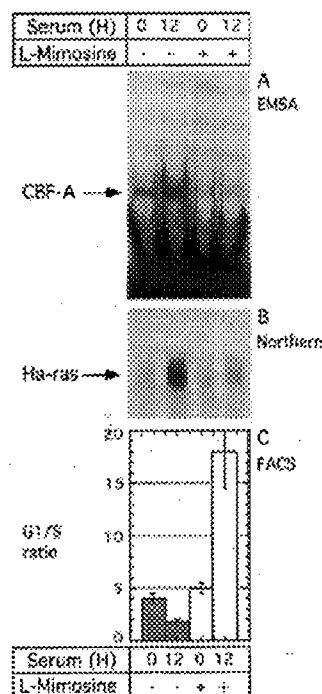 Serum (H) 0 12 0 12
L-Mimosine - - + +
A
EMSA
CBF-A
B
Northern
Ha-ras
C
FACS
20
15
10
5
0
G1/S
ratio
Serum (H) 0 12 0 12
L-Mimosine - - + +